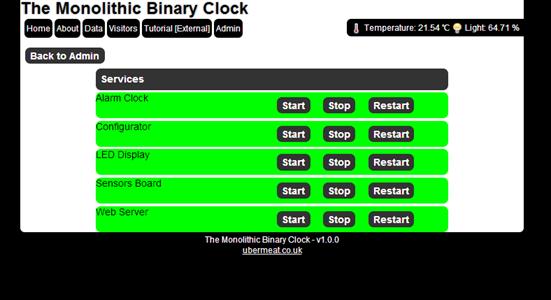 The Monolithic Binary Clock
Home About Data Visitors Tutorial [External] Admin
Temperature: 21.54 °C Light: 64.71 %
Back to Admin
Services
Alarm Clock Start Stop Restart
Configurator Start Stop Restart
LED Display Start Stop Restart
Sensors Board Start Stop Restart
Web Server Start Stop Restart
The Monolithic Binary Clock - v1.0.0
ubermeat.co.uk